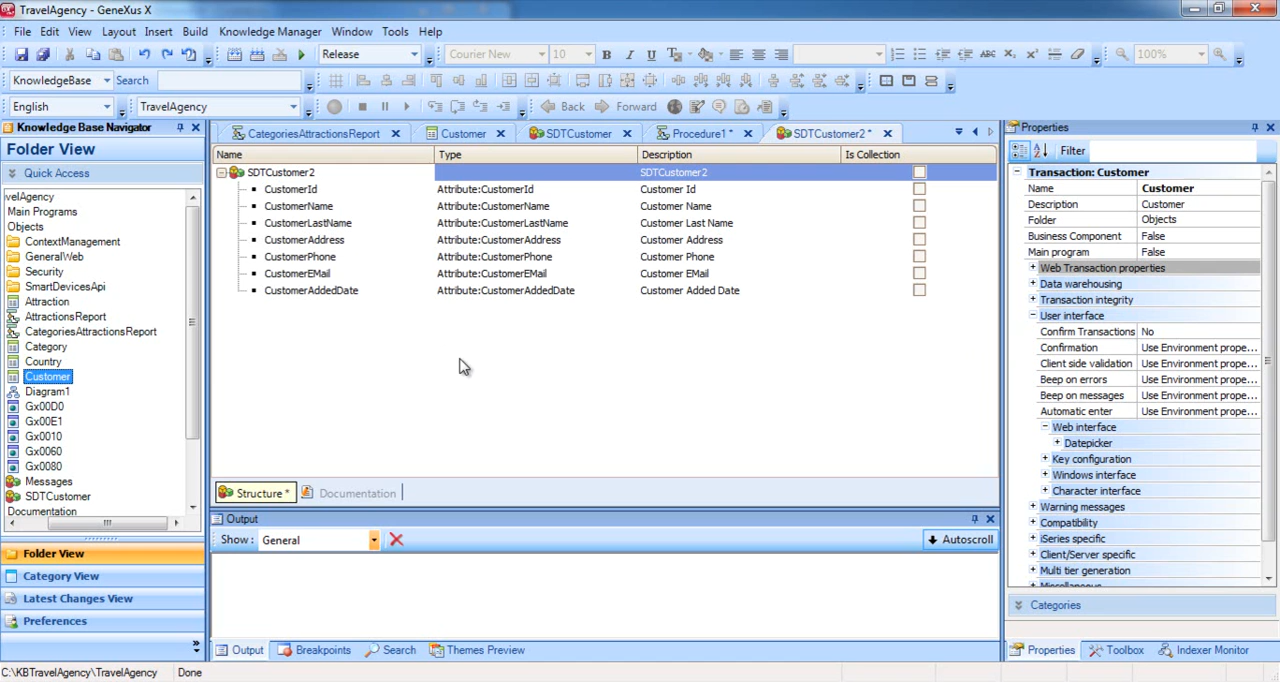 TravelAgency - GeneXus X
File Edit View Layout Insert Build Knowledge Manager Window Tools Help
Release Courier New 10 B I U ABC 100%
KnowledgeBase Search
English TravelAgency Back Forward
Knowledge Base Navigator
Folder View
Quick Access
velAgency
Main Programs
Objects
ContextManagement
GeneralWeb
Security
SmartDevicesApi
Attraction
AttractionsReport
CategoriesAttractionsReport
Category
Country
Customer
Diagram1
Gx00D0
Gx00E1
Gx0010
Gx0060
Gx0080
Messages
SDTCustomer
Documentation
Folder View
Category View
Latest Changes View
Preferences
CategoriesAttractionsReport Customer SDTCustomer Procedure1 * SDTCustomer2 *
Name Type Description Is Collection
SDTCustomer2 SDTCustomer2
CustomerId Attribute:CustomerId Customer Id
CustomerName Attribute:CustomerName Customer Name
CustomerLastName Attribute:CustomerLastName Customer Last Name
CustomerAddress Attribute:CustomerAddress Customer Address
CustomerPhone Attribute:CustomerPhone Customer Phone
CustomerEMail Attribute:CustomerEMail Customer EMail
CustomerAddedDate Attribute:CustomerAddedDate Customer Added Date
Structure * Documentation
Output
Show : General Autoscroll
Output Breakpoints Search Themes Preview
Properties
Filter
Transaction: Customer
Name Customer
Description Customer
Folder Objects
Business Component False
Main program False
Web Transaction properties
Data warehousing
Transaction integrity
User interface
Confirm Transactions No
Confirmation Use Environment prope...
Client side validation Use Environment prope...
Beep on errors Use Environment prope...
Beep on messages Use Environment prope...
Automatic enter Use Environment prope...
Web interface
Datepicker
Key configuration
Windows interface
Character interface
Warning messages
Compatibility
iSeries specific
Client/Server specific
Multi tier generation
Miscellaneous
Categories
Properties Toolbox Indexer Monitor
C:\KBTravelAgency\TravelAgency Done